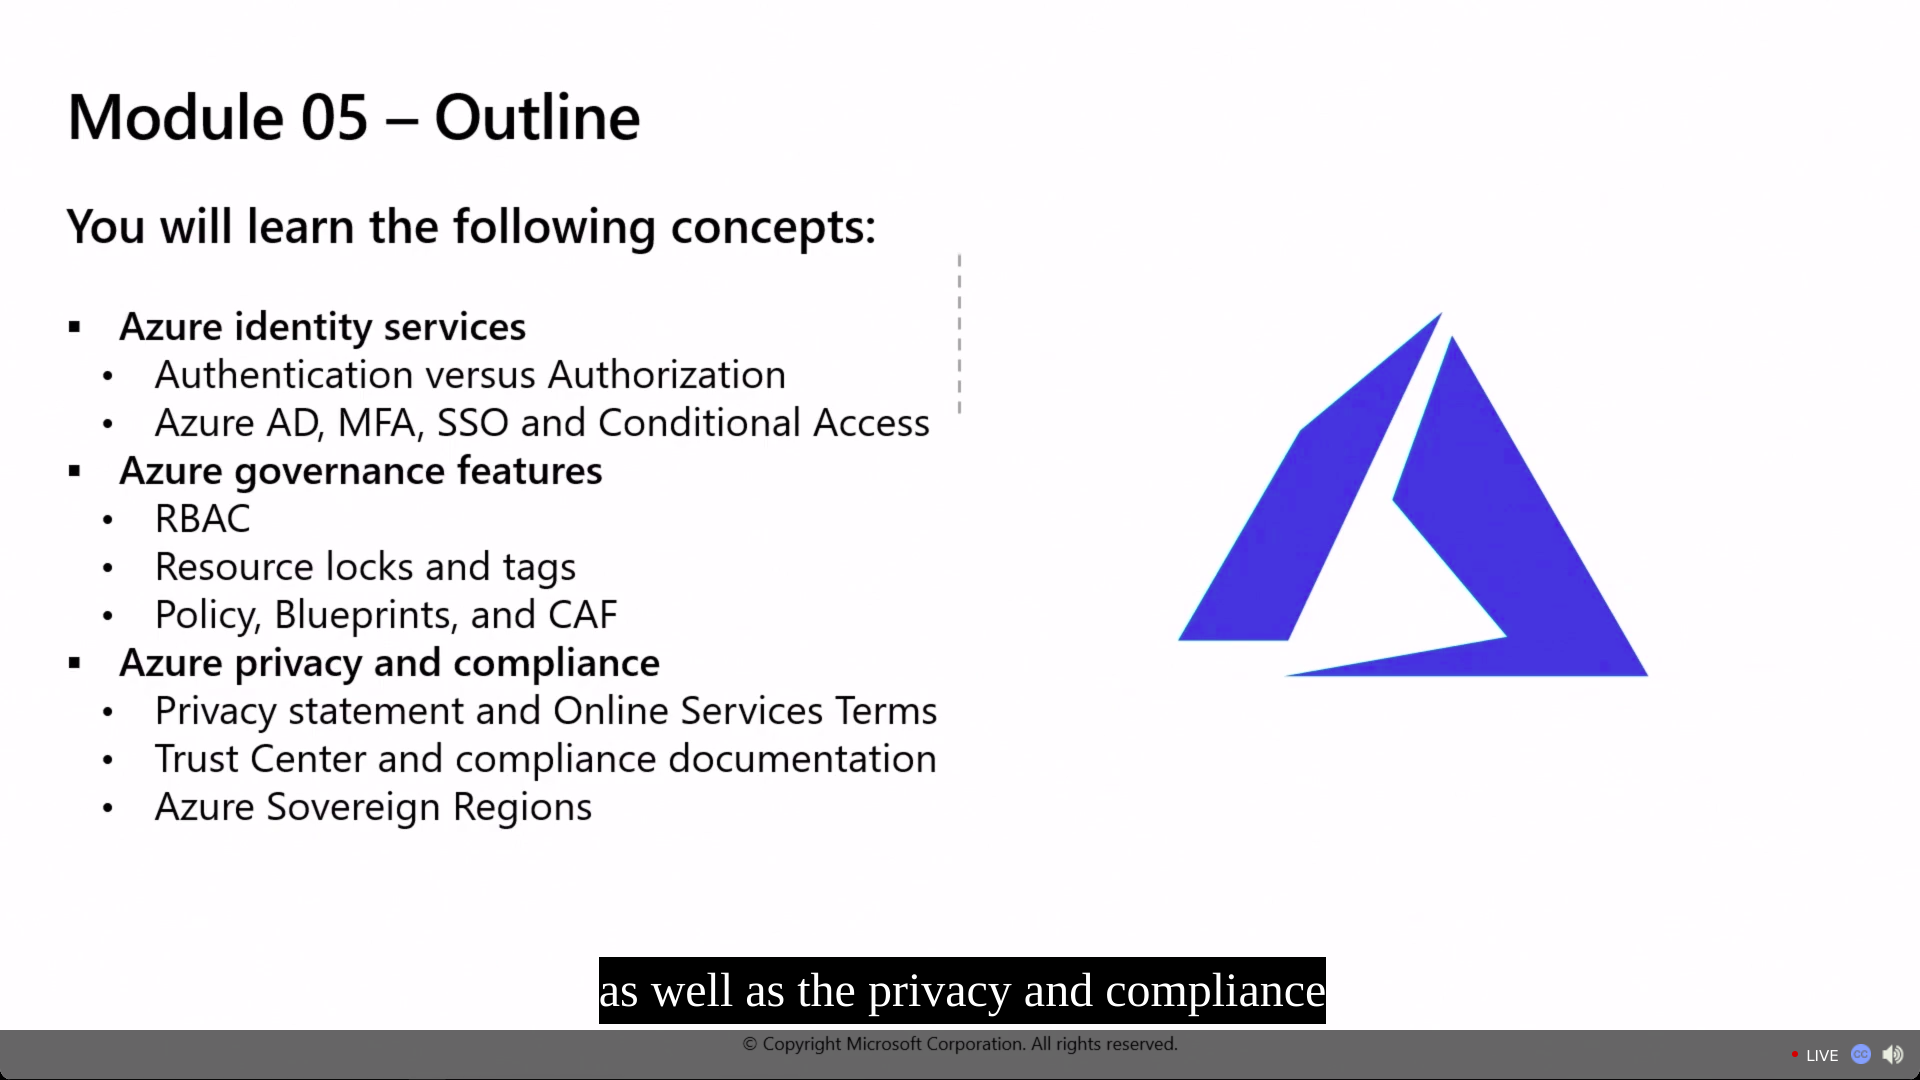 Module 05 – Outline
You will learn the following concepts:
▪ Azure identity services
• Authentication versus Authorization
• Azure AD, MFA, SSO and Conditional Access
▪ Azure governance features
• RBAC
• Resource locks and tags
• Policy, Blueprints, and CAF
▪ Azure privacy and compliance
• Privacy statement and Online Services Terms
• Trust Center and compliance documentation
• Azure Sovereign Regions
as well as the privacy and compliance
© Copyright Microsoft Corporation. All rights reserved.
LIVE CC